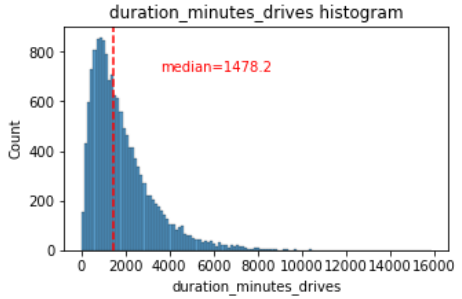 duration_minutes_drives histogram
median=1478.2
Count
800
600
400
200
0
0 2000 4000 6000 8000 10000 12000 14000 16000
duration_minutes_drives